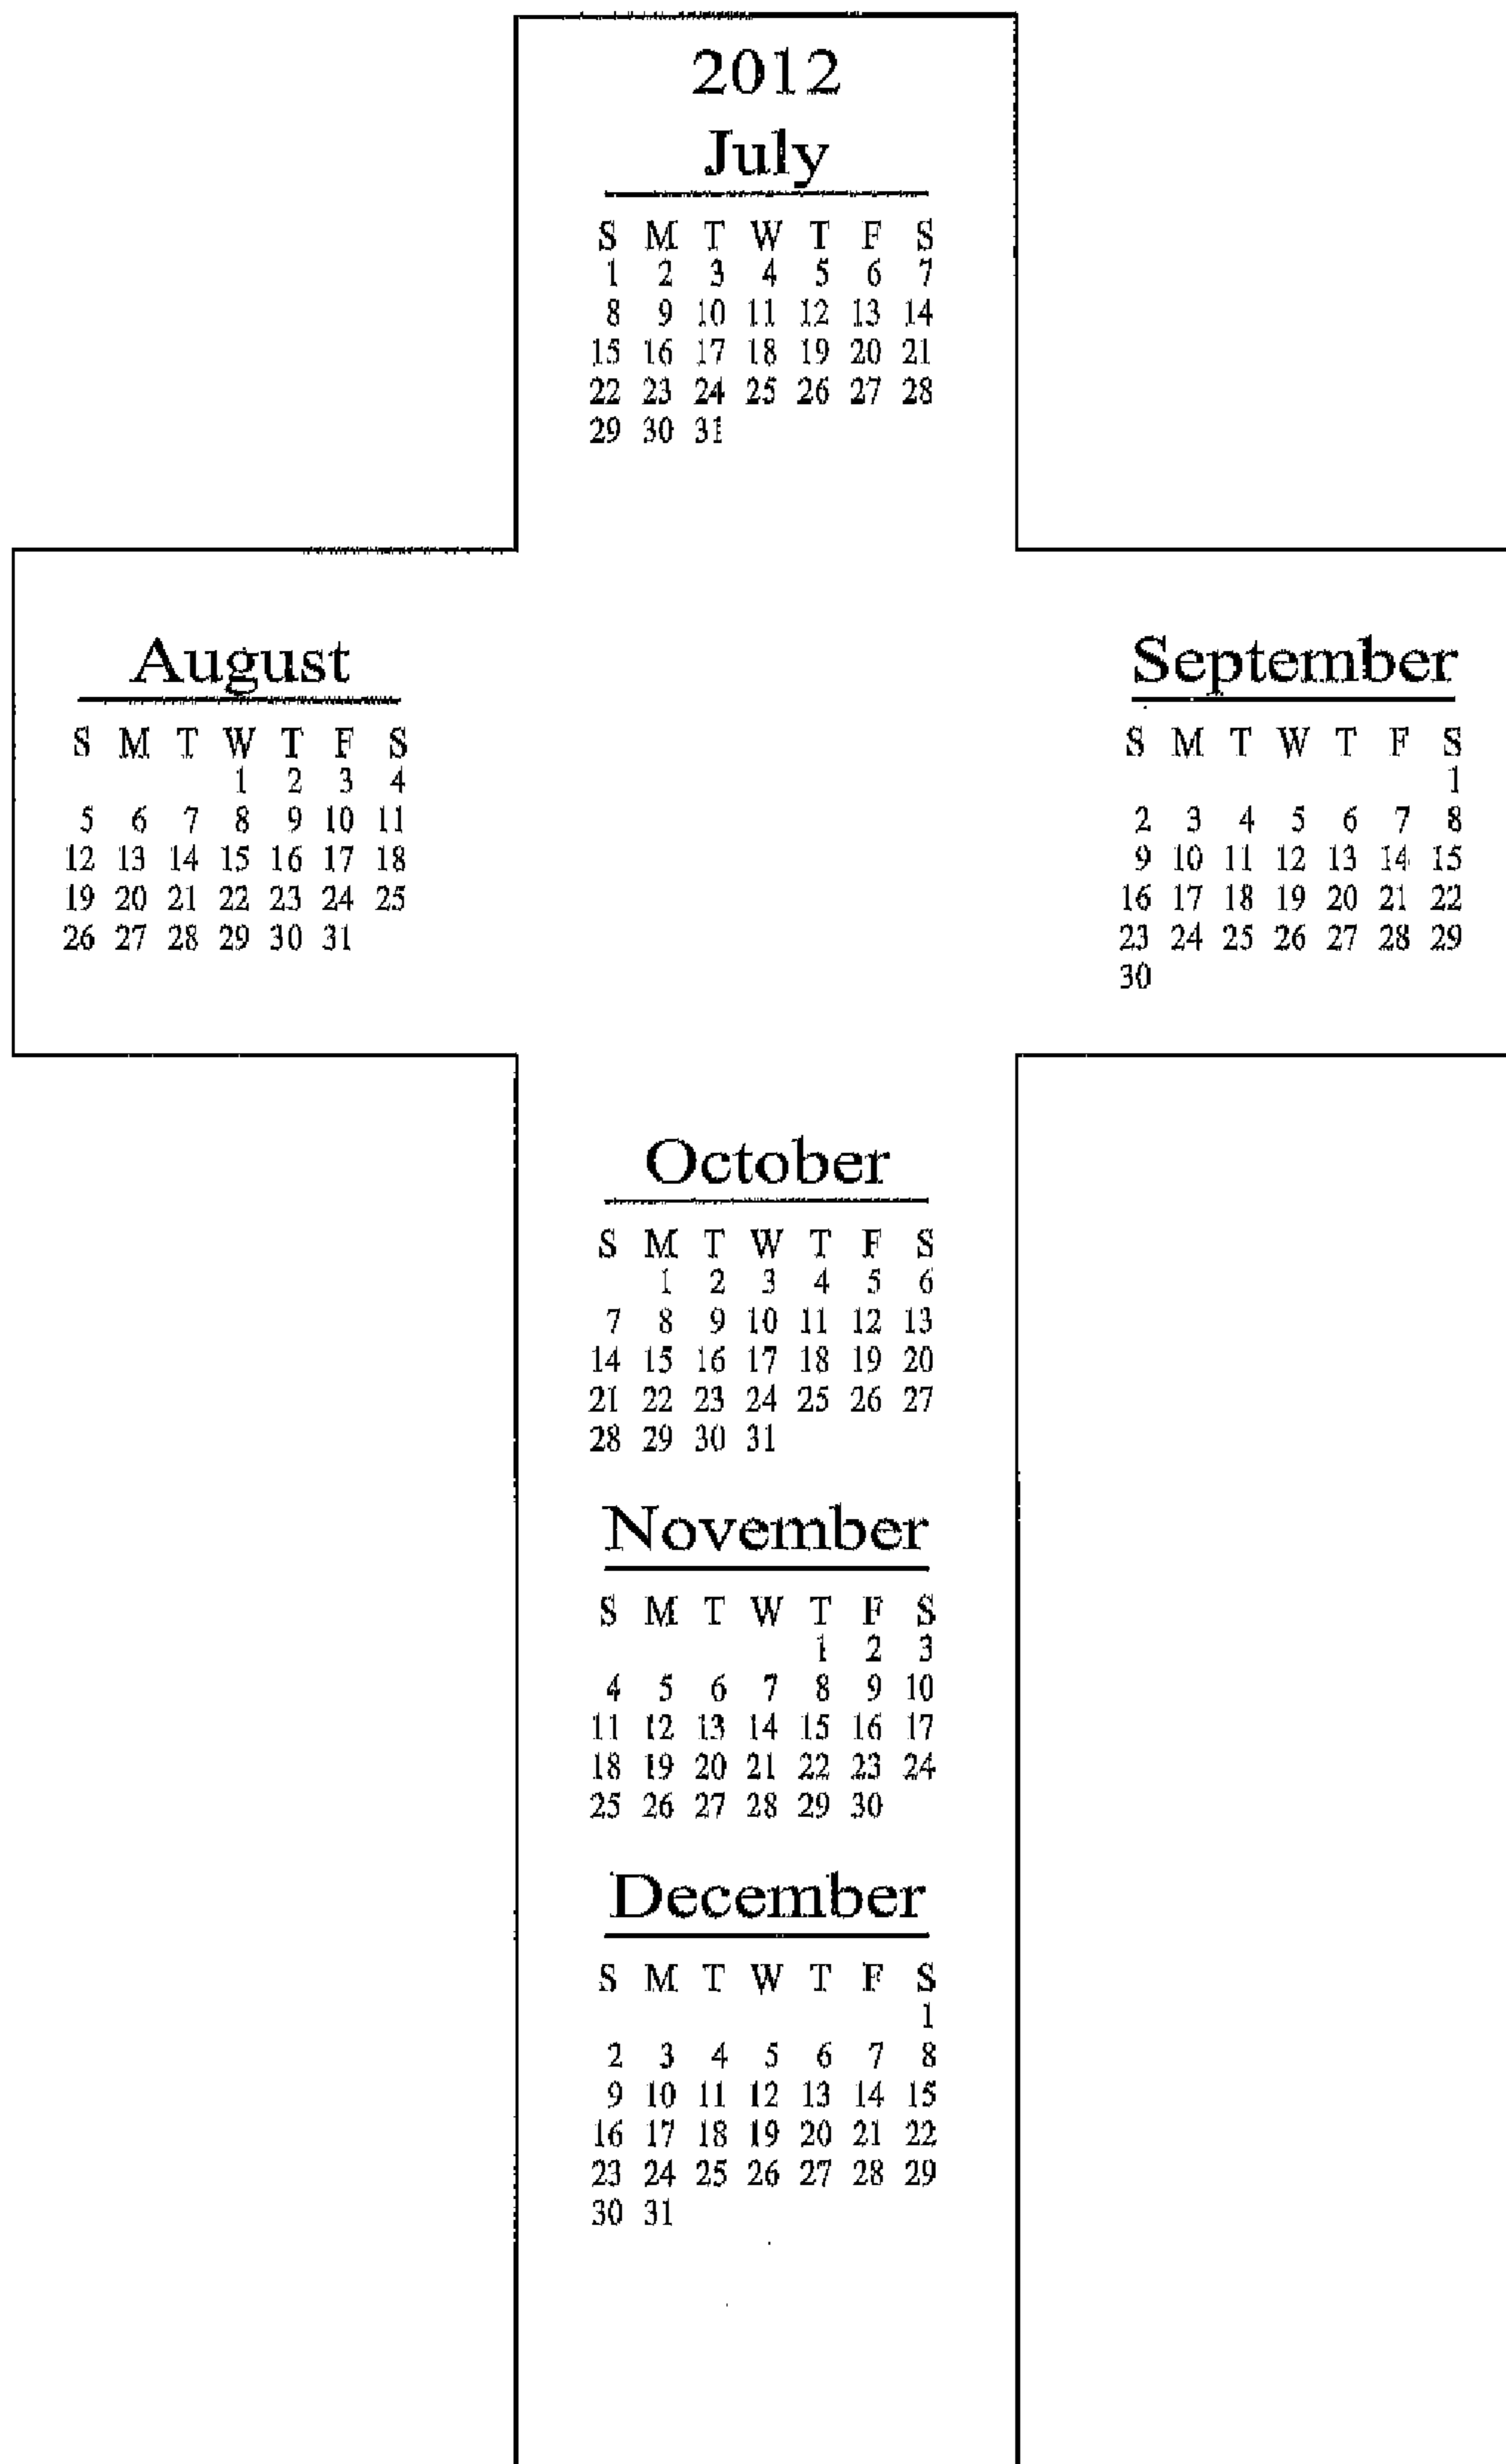 2012
July
S M T W T F S
1 2 3 4 5 6 7
8 9 10 11 12 13 14
15 16 17 18 19 20 21
22 23 24 25 26 27 28
29 30 31
August
S M T W T F S
1 2 3 4
5 6 7 8 9 10 11
12 13 14 15 16 17 18
19 20 21 22 23 24 25
26 27 28 29 30 31
September
S M T W T F S
1
2 3 4 5 6 7 8
9 10 11 12 13 14 15
16 17 18 19 20 21 22
23 24 25 26 27 28 29
30
October
S M T W T F S
1 2 3 4 5 6
7 8 9 10 11 12 13
14 15 16 17 18 19 20
21 22 23 24 25 26 27
28 29 30 31
November
S M T W T F S
1 2 3
4 5 6 7 8 9 10
11 12 13 14 15 16 17
18 19 20 21 22 23 24
25 26 27 28 29 30
December
S M T W T F S
1
2 3 4 5 6 7 8
9 10 11 12 13 14 15
16 17 18 19 20 21 22
23 24 25 26 27 28 29
30 31